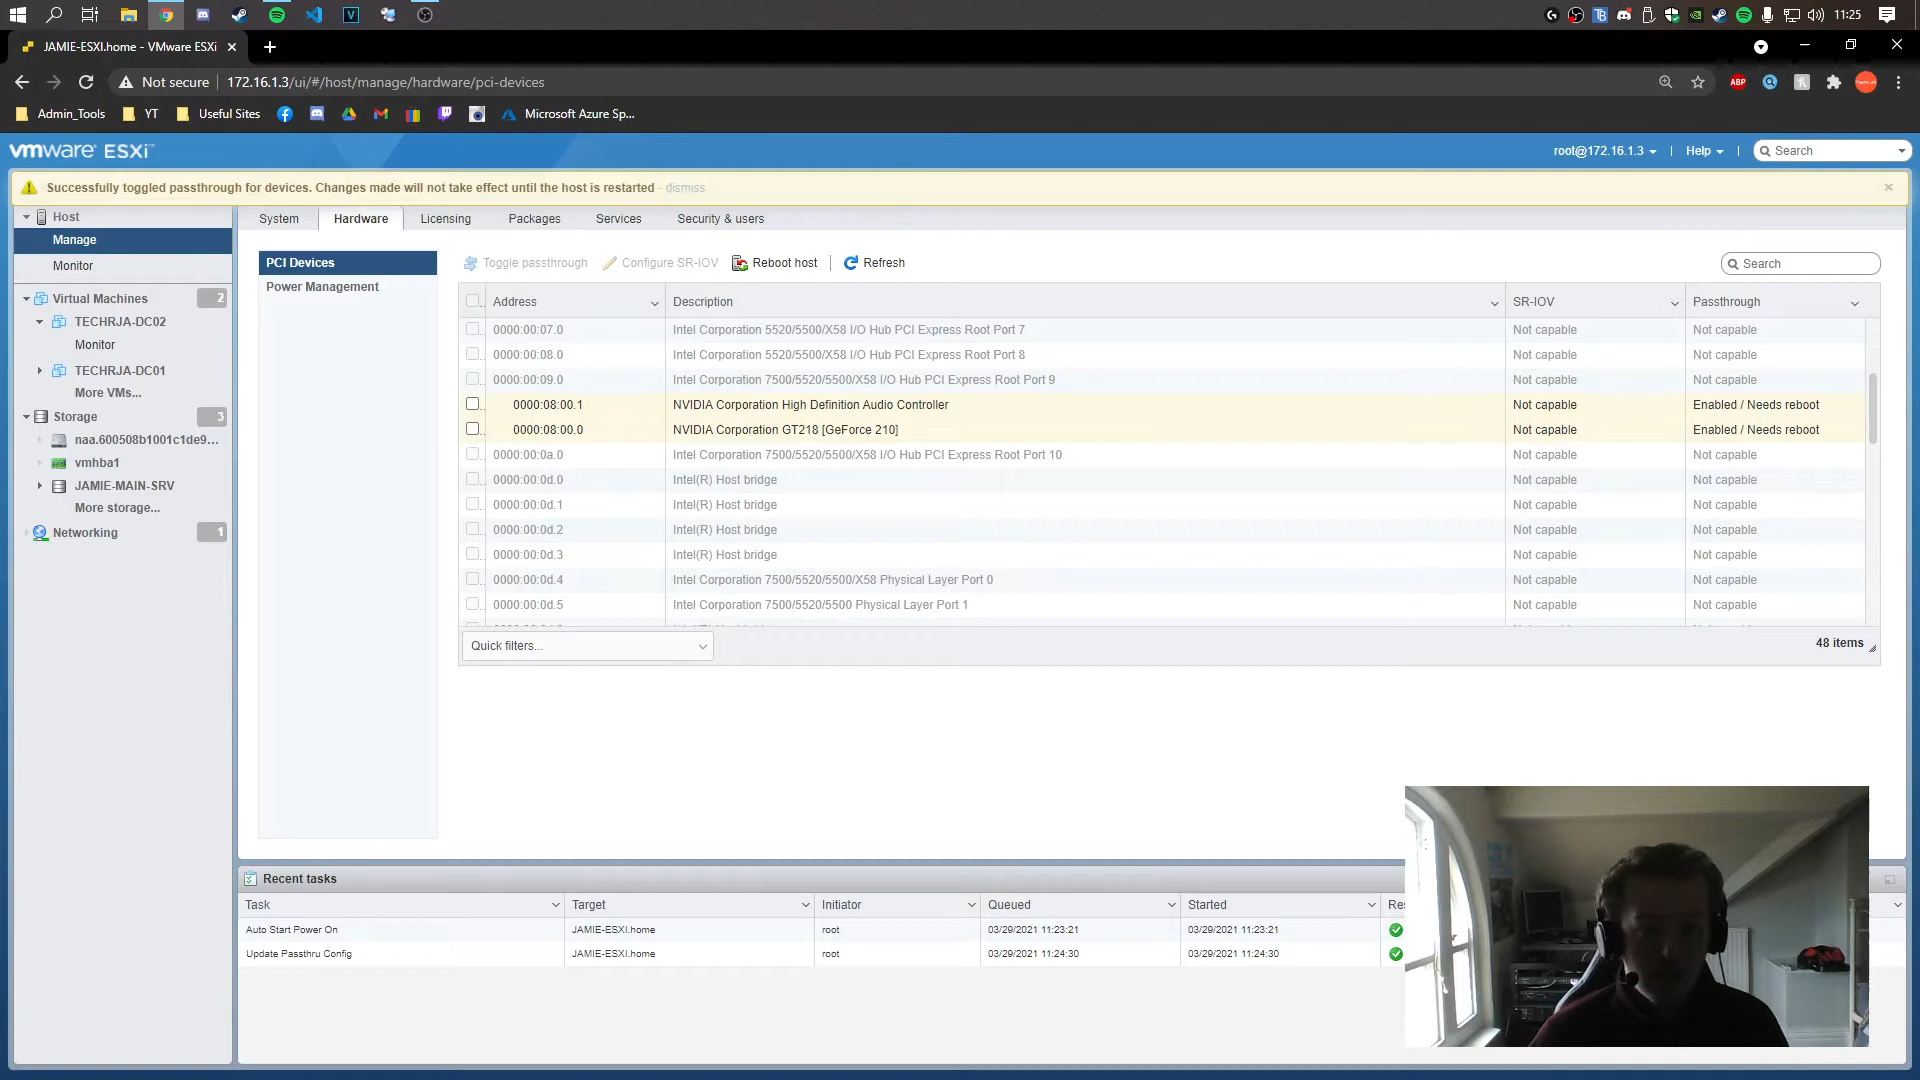 11:25
JAMIE-ESXI.home - VMware ESXi
Not secure
172.16.1.3/ui/#/host/manage/hardware/pci-devices
ABP
Admin_Tools
YT
Useful Sites
Microsoft Azure Sp...
vmware ESXi™
root@172.16.1.3
Help
Search
Successfully toggled passthrough for devices. Changes made will not take effect until the host is restarted - dismiss
Host
Manage
Monitor
Virtual Machines 2
TECHRJA-DC02
Monitor
TECHRJA-DC01
More VMs...
Storage 3
naa.600508b1001c1de9...
vmhba1
JAMIE-MAIN-SRV
More storage...
Networking 1
System Hardware Licensing Packages Services Security & users
PCI Devices
Power Management
Toggle passthrough Configure SR-IOV Reboot host Refresh
Search
Address Description SR-IOV Passthrough
0000:00:07.0 Intel Corporation 5520/5500/X58 I/O Hub PCI Express Root Port 7 Not capable Not capable
0000:00:08.0 Intel Corporation 5520/5500/X58 I/O Hub PCI Express Root Port 8 Not capable Not capable
0000:00:09.0 Intel Corporation 7500/5520/5500/X58 I/O Hub PCI Express Root Port 9 Not capable Not capable
0000:08:00.1 NVIDIA Corporation High Definition Audio Controller Not capable Enabled / Needs reboot
0000:08:00.0 NVIDIA Corporation GT218 [GeForce 210] Not capable Enabled / Needs reboot
0000:00:0a.0 Intel Corporation 7500/5520/5500/X58 I/O Hub PCI Express Root Port 10 Not capable Not capable
0000:00:0d.0 Intel(R) Host bridge Not capable Not capable
0000:00:0d.1 Intel(R) Host bridge Not capable Not capable
0000:00:0d.2 Intel(R) Host bridge Not capable Not capable
0000:00:0d.3 Intel(R) Host bridge Not capable Not capable
0000:00:0d.4 Intel Corporation 7500/5520/5500/X58 Physical Layer Port 0 Not capable Not capable
0000:00:0d.5 Intel Corporation 7500/5520/5500 Physical Layer Port 1 Not capable Not capable
Quick filters...
48 items
Recent tasks
Task Target Initiator Queued Started Res
Auto Start Power On JAMIE-ESXI.home root 03/29/2021 11:23:21 03/29/2021 11:23:21
Update Passthru Config JAMIE-ESXI.home root 03/29/2021 11:24:30 03/29/2021 11:24:30